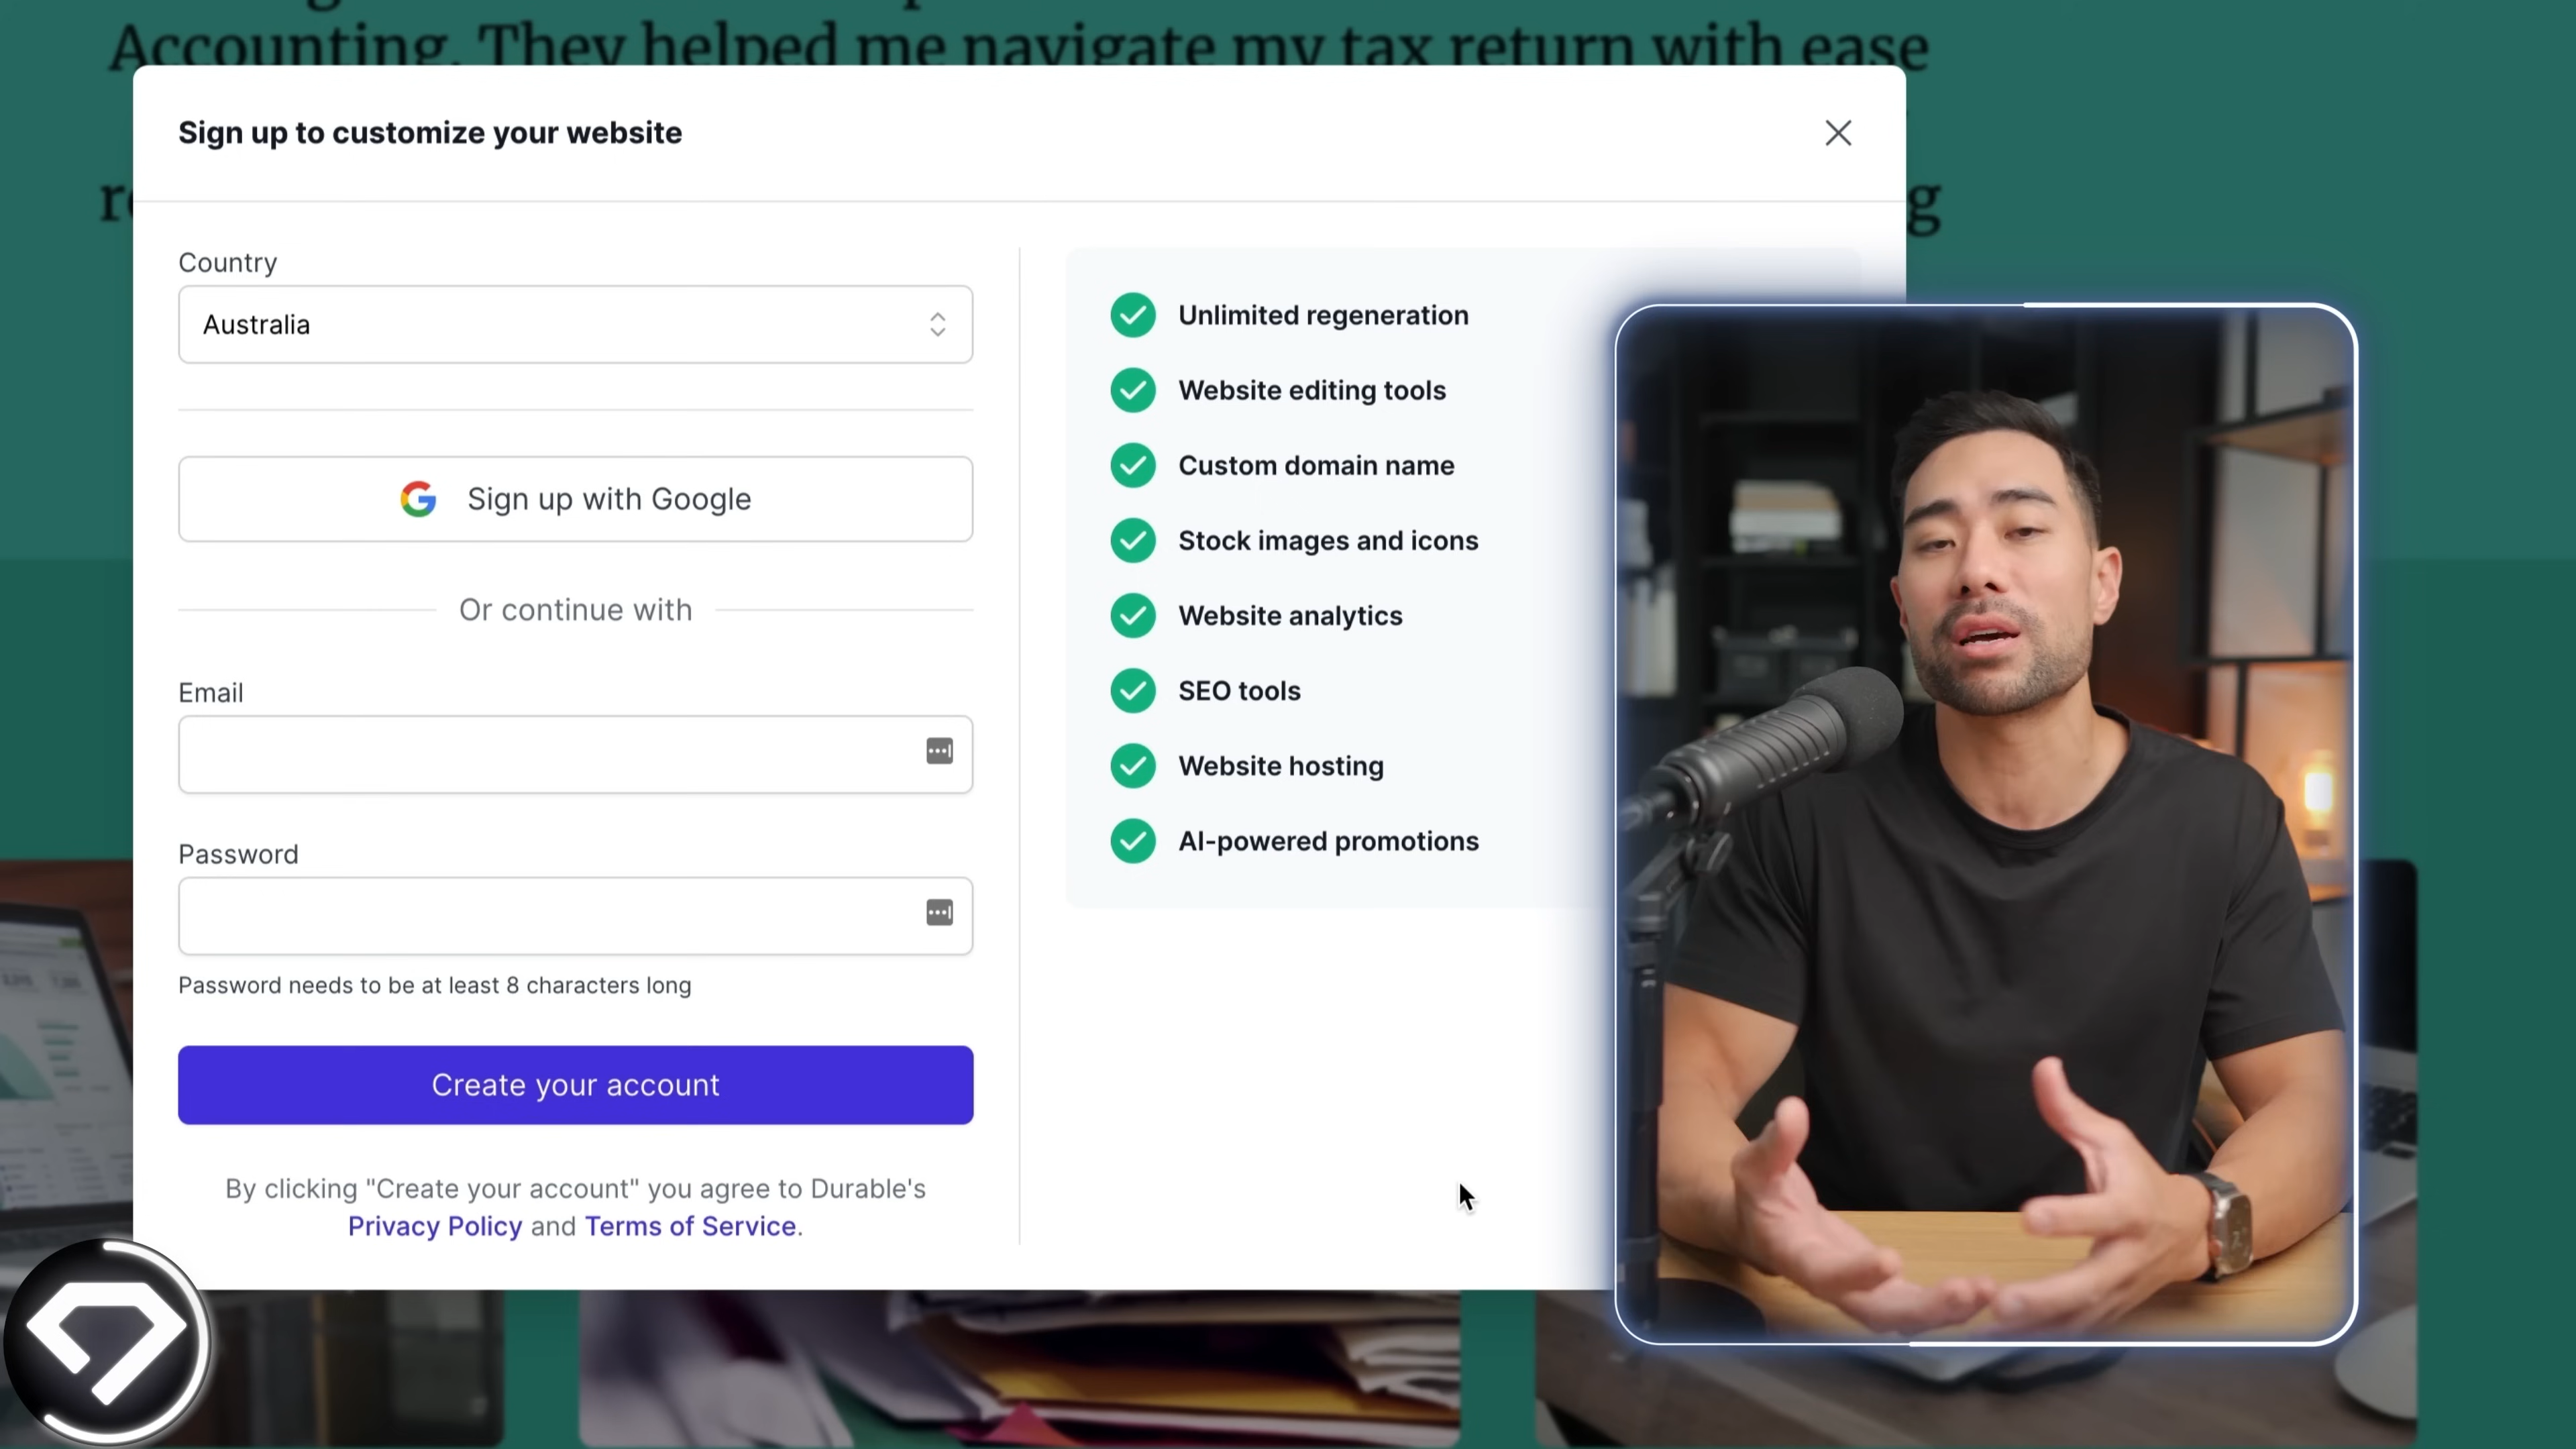 Accounting. They helped me navigate my tax return with ease
Sign up to customize your website
Country
Australia
Sign up with Google
Or continue with
Email
Password
Password needs to be at least 8 characters long
Create your account
By clicking "Create your account" you agree to Durable's
Privacy Policy and Terms of Service.
Unlimited regeneration
Website editing tools
Custom domain name
Stock images and icons
Website analytics
SEO tools
Website hosting
AI-powered promotions